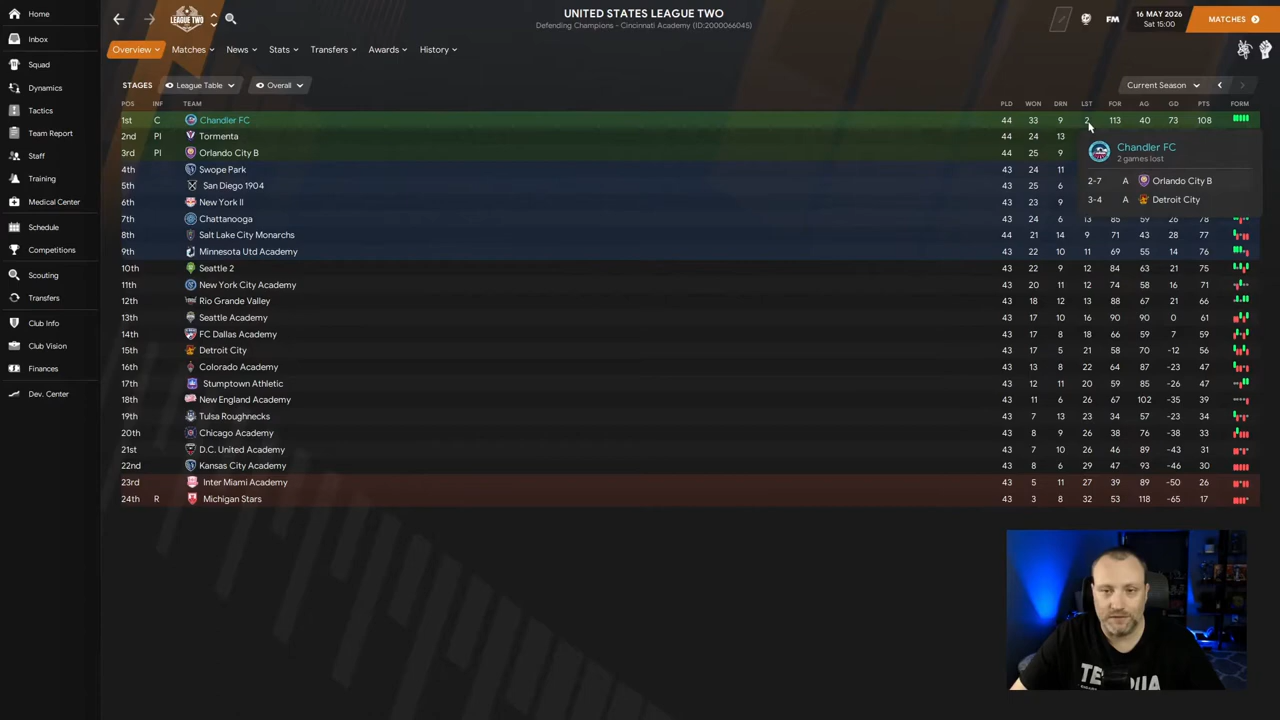 Home
UNITED STATES LEAGUE TWO
Defending Champions - Cincinnati Academy (ID:2000066045)
LEAGUE TWO
FM
16 MAY 2026
Sat 15:00
MATCHES
Inbox
Overview Matches News Stats Transfers Awards History
Squad
Dynamics
STAGES League Table Overall Current Season
Tactics
POS INF TEAM PLD WON DRN LST FOR AG GD PTS FORM
1st C Chandler FC 44 33 9 2 113 40 73 108
Team Report
2nd PI Tormenta 44 24 13
Staff
3rd PI Orlando City B 44 25 9
Chandler FC
2 games lost
2-7 A Orlando City B
3-4 A Detroit City
Training
4th Swope Park 43 24 11
Medical Center
5th San Diego 1904 43 25 6
6th New York II 43 23 9
Schedule
7th Chattanooga 43 24 6 13 85 59 26 78
Competitions
8th Salt Lake City Monarchs 44 21 14 9 71 43 28 77
9th Minnesota Utd Academy 43 22 10 11 69 55 14 76
Scouting
10th Seattle 2 43 22 9 12 84 63 21 75
Transfers
11th New York City Academy 43 20 11 12 74 58 16 71
12th Rio Grande Valley 43 18 12 13 88 67 21 66
Club Info
13th Seattle Academy 43 17 10 16 90 90 0 61
Club Vision
14th FC Dallas Academy 43 17 8 18 66 59 7 59
15th Detroit City 43 17 5 21 58 70 -12 56
Finances
16th Colorado Academy 43 13 8 22 64 87 -23 47
17th Stumptown Athletic 43 12 11 20 59 85 -26 47
Dev. Center
18th New England Academy 43 11 6 26 67 102 -35 39
19th Tulsa Roughnecks 43 7 13 23 34 57 -23 34
20th Chicago Academy 43 8 9 26 38 76 -38 33
21st D.C. United Academy 43 7 10 26 46 89 -43 31
22nd Kansas City Academy 43 8 6 29 47 93 -46 30
23rd Inter Miami Academy 43 5 11 27 39 89 -50 26
24th R Michigan Stars 43 3 8 32 53 118 -65 17